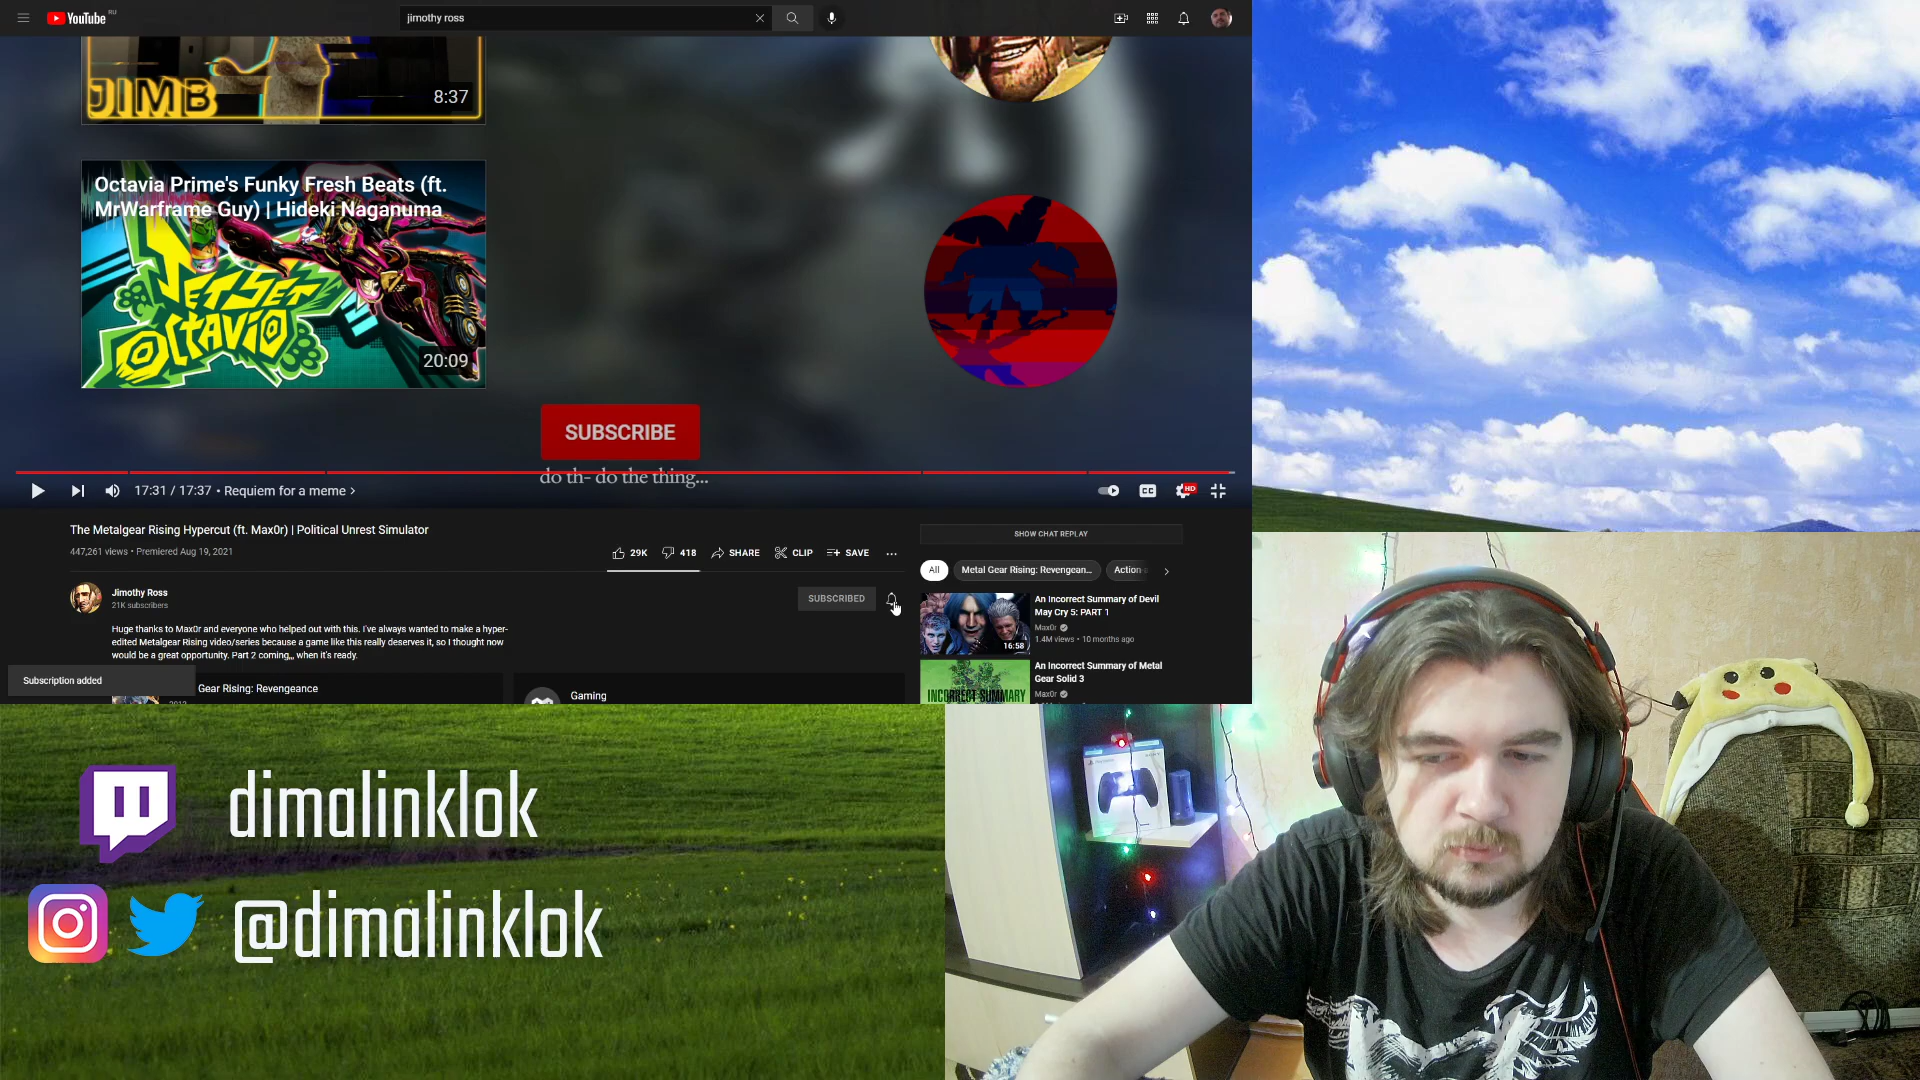 YouTube RU
jimothy ross
JIMB
8:37
Octavia Prime's Funky Fresh Beats (ft.
MrWarframe Guy) | Hideki Naganuma
JET SET
OCTAVIO
20:09
SUBSCRIBE
do th- do the thing...
17:31 / 17:37 • Requiem for a meme >
CC
HD
The Metalgear Rising Hypercut (ft. Max0r) | Political Unrest Simulator
447,261 views • Premiered Aug 19, 2021
29K
418
SHARE
CLIP
SAVE
Jimothy Ross
21K subscribers
SUBSCRIBED
Huge thanks to Max0r and everyone who helped out with this. I've always wanted to make a hyper-
edited Metalgear Rising video/series because a game like this really deserves it, so I thought now
would be a great opportunity. Part 2 coming,,, when it's ready.
Subscription added
Gear Rising: Revengeance
2013
Gaming
SHOW CHAT REPLAY
All
Metal Gear Rising: Revengean...
Action-
An Incorrect Summary of Devil
May Cry 5: PART 1
Max0r
1.4M views • 10 months ago
16:58
An Incorrect Summary of Metal
Gear Solid 3
Max0r
INCORRECT SUMMARY
dimalinklok
@dimalinklok